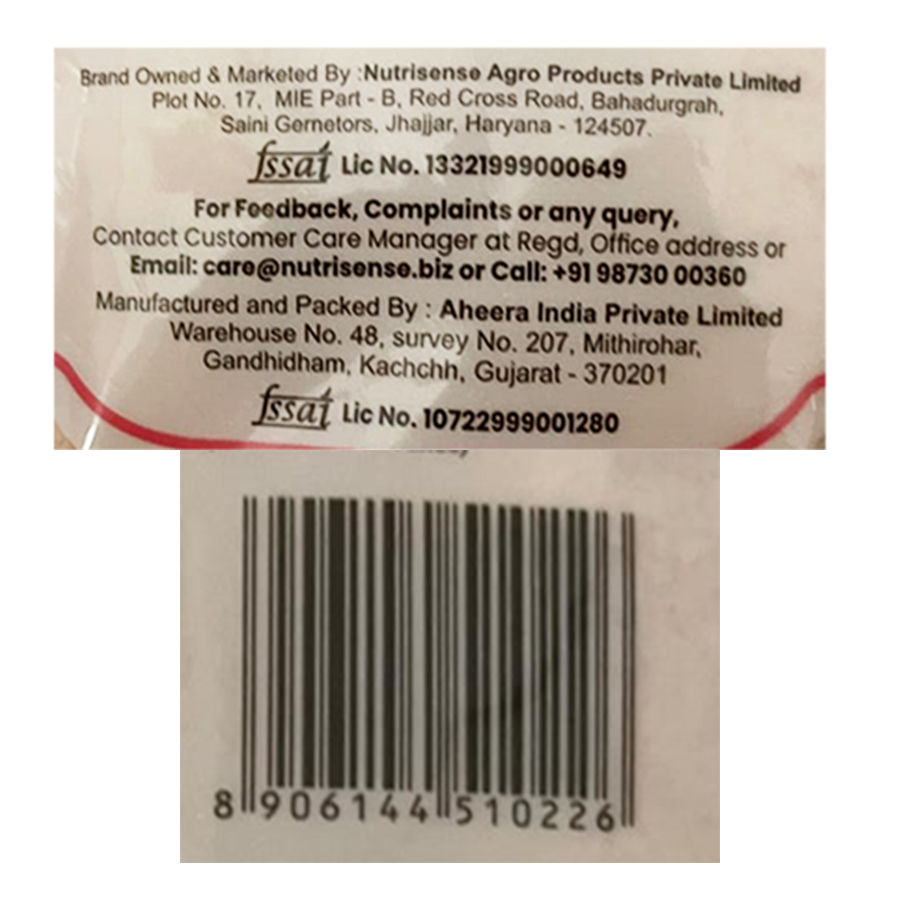 Brand Owned & Marketed By :Nutrisense Agro Products Private Limited
Plot No. 17, MIE Part - B, Red Cross Road, Bahadurgrah,
Saini Gernetors, Jhajjar, Haryana - 124507.
fssai Lic No. 13321999000649
For Feedback, Complaints or any query,
Contact Customer Care Manager at Regd, Office address or
Email: care@nutrisense.biz or Call: +91 98730 00360
Manufactured and Packed By : Aheera India Private Limited
Warehouse No. 48, survey No. 207, Mithirohar,
Gandhidham, Kachchh, Gujarat - 370201
fssai Lic No. 10722999001280
8 906144 510226